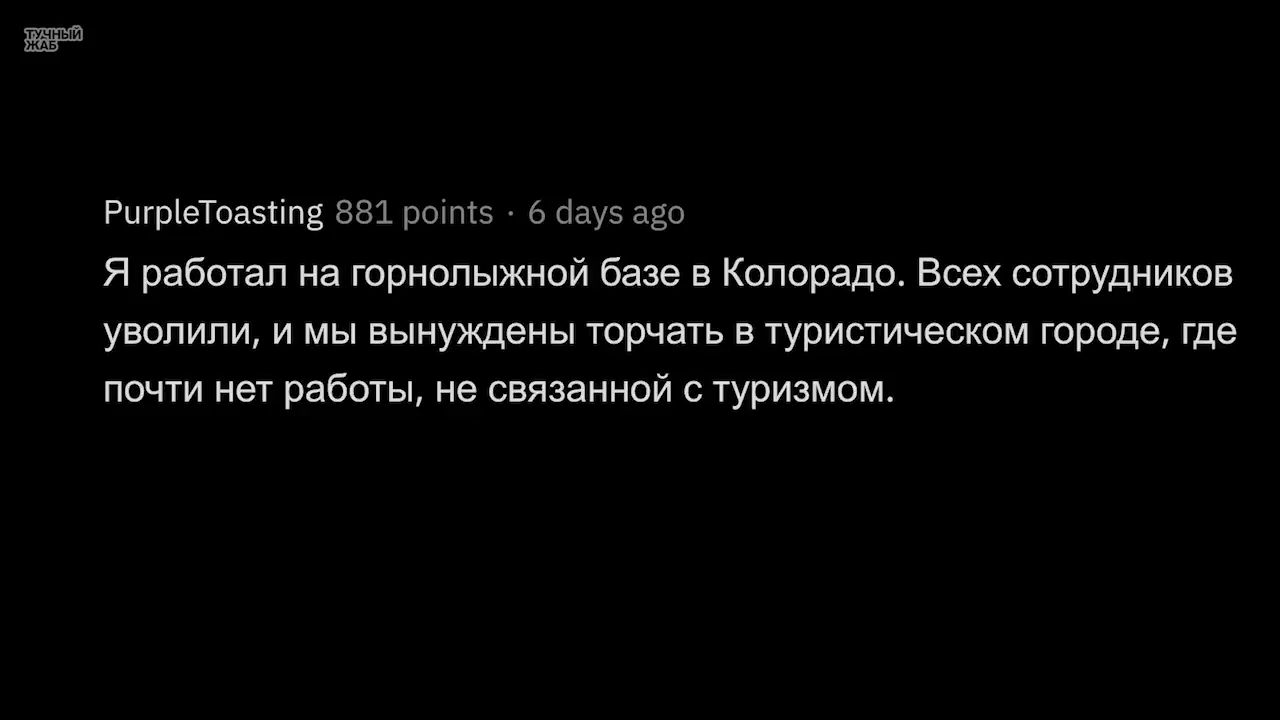 ТУЧНЫЙ
ЖАБ
PurpleToasting 881 points · 6 days ago
Я работал на горнолыжной базе в Колорадо. Всех сотрудников
уволили, и мы вынуждены торчать в туристическом городе, где
почти нет работы, не связанной с туризмом.